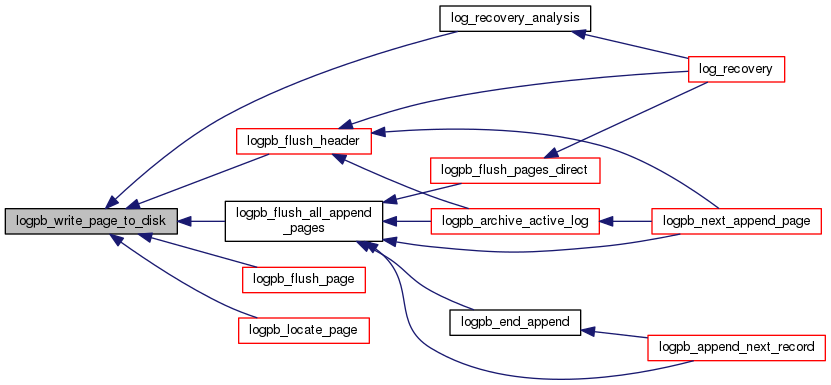 log_recovery_analysis
log_recovery
logpb_flush_header
logpb_flush_pages_direct
logpb_write_page_to_disk
logpb_flush_all_append
_pages
logpb_archive_active_log
logpb_next_append_page
logpb_flush_page
logpb_locate_page
logpb_end_append
logpb_append_next_record